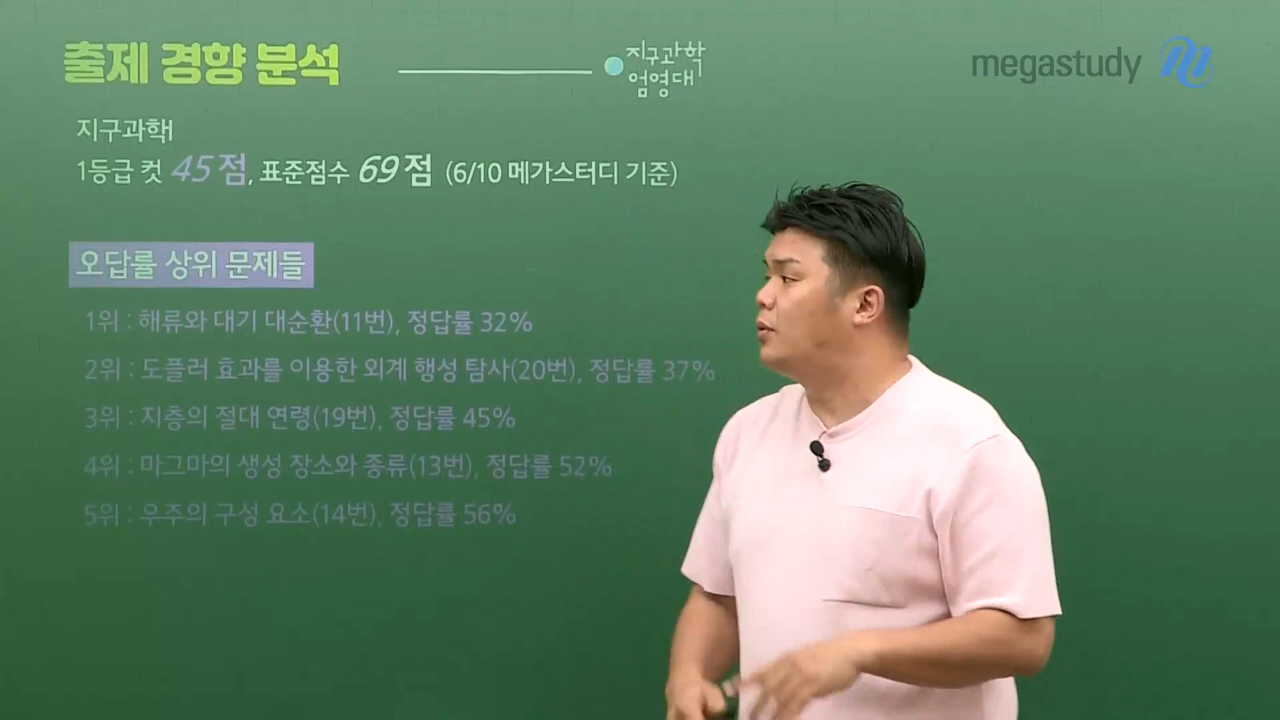 출제 경향 분석
지구과학
엄영대
megastudy
지구과학I
1등급 컷 45점, 표준점수 69점 (6/10 메가스터디 기준)
오답률 상위 문제들
1위 : 해류와 대기 대순환(11번), 정답률 32%
2위 : 도플러 효과를 이용한 외계 행성 탐사(20번), 정답률 37%
3위 : 지층의 절대 연령(19번), 정답률 45%
4위 : 마그마의 생성 장소와 종류(13번), 정답률 52%
5위 : 우주의 구성 요소(14번), 정답률 56%